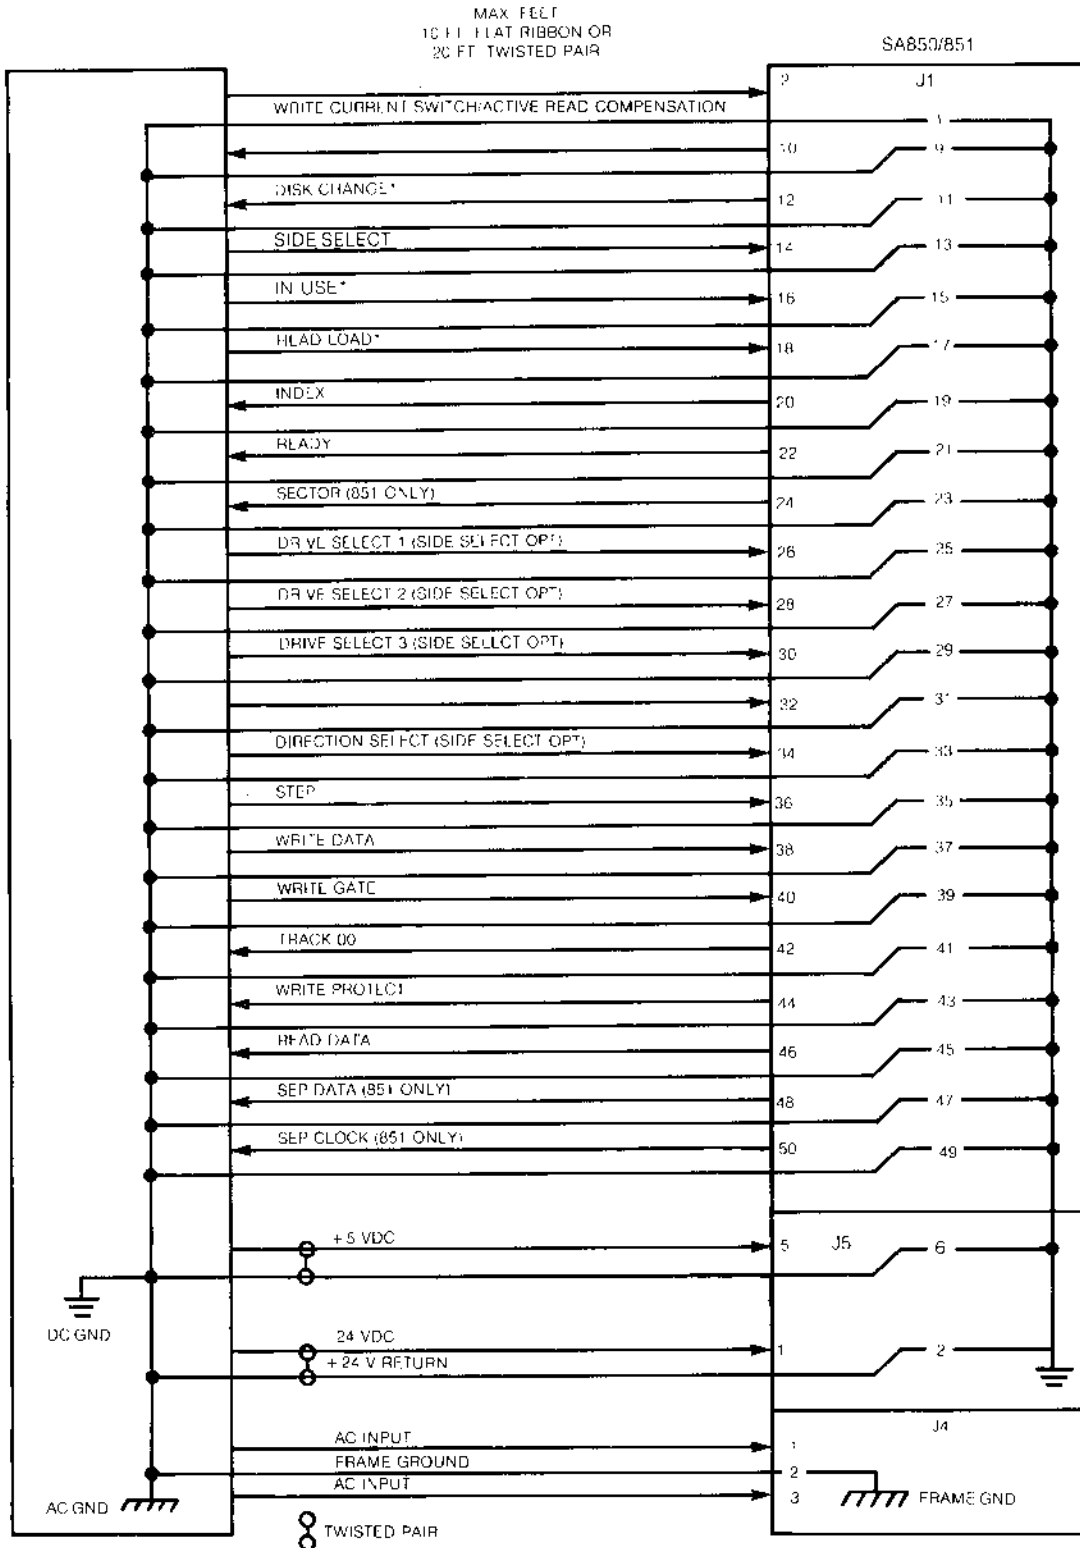 MAX FEET
10 FT FLAT RIBBON OR
20 FT TWISTED PAIR
SA850/851
J1
2
WRITE CURRENT SWITCH/ACTIVE READ COMPENSATION
1
10
9
DISK CHANGE*
12
11
SIDE SELECT
14
13
IN USE*
16
15
HEAD LOAD*
18
17
INDEX
20
19
READY
22
21
SECTOR (851 ONLY)
24
23
DRIVE SELECT 1 (SIDE SELECT OPT)
26
25
DRIVE SELECT 2 (SIDE SELECT OPT)
28
27
DRIVE SELECT 3 (SIDE SELECT OPT)
30
29
32
31
DIRECTION SELECT (SIDE SELECT OPT)
34
33
STEP
36
35
WRITE DATA
38
37
WRITE GATE
40
39
TRACK 00
42
41
WRITE PROTECT
44
43
READ DATA
46
45
SEP DATA (851 ONLY)
48
47
SEP CLOCK (851 ONLY)
50
49
+5 VDC
5
J5
6
DC GND
24 VDC
1
+24 V RETURN
2
J4
AC INPUT
1
FRAME GROUND
2
AC INPUT
3
AC GND
FRAME GND
TWISTED PAIR